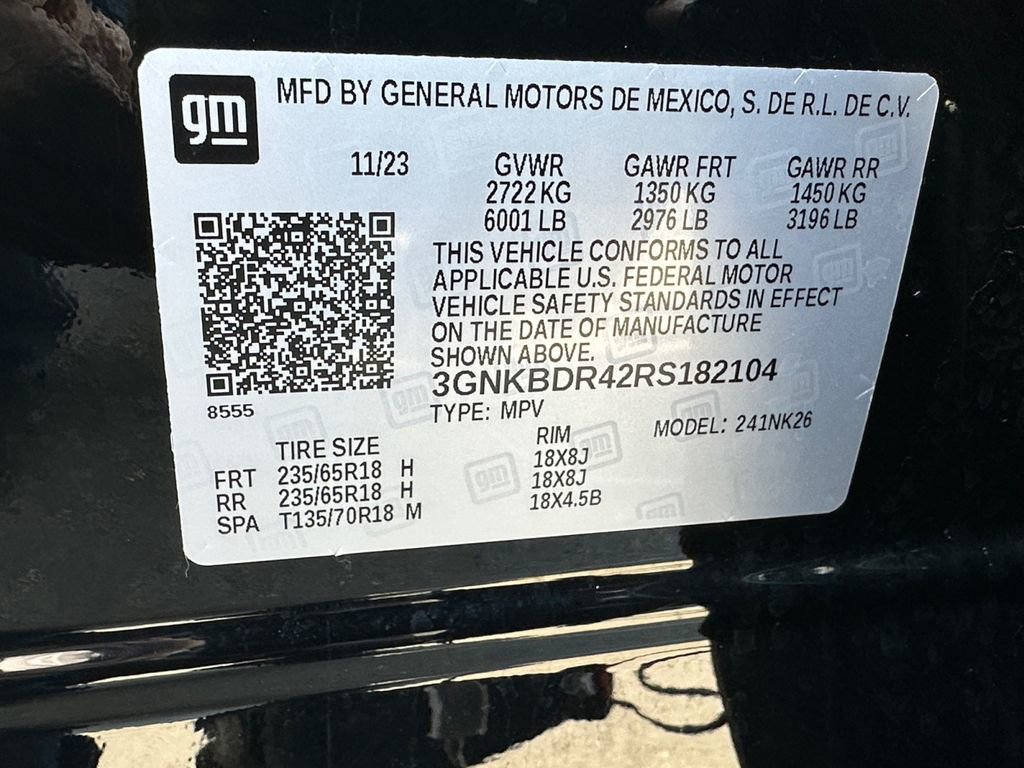 gm
MFD BY GENERAL MOTORS DE MEXICO, S. DE R.L. DE C.V.
11/23 GVWR GAWR FRT GAWR RR
2722 KG 1350 KG 1450 KG
6001 LB 2976 LB 3196 LB
THIS VEHICLE CONFORMS TO ALL
APPLICABLE U.S. FEDERAL MOTOR
VEHICLE SAFETY STANDARDS IN EFFECT
ON THE DATE OF MANUFACTURE
SHOWN ABOVE.
3GNKBDR42RS182104
8555
TYPE: MPV MODEL: 241NK26
TIRE SIZE RIM
FRT 235/65R18 H 18X8J
RR 235/65R18 H 18X8J
SPA T135/70R18 M 18X4.5B